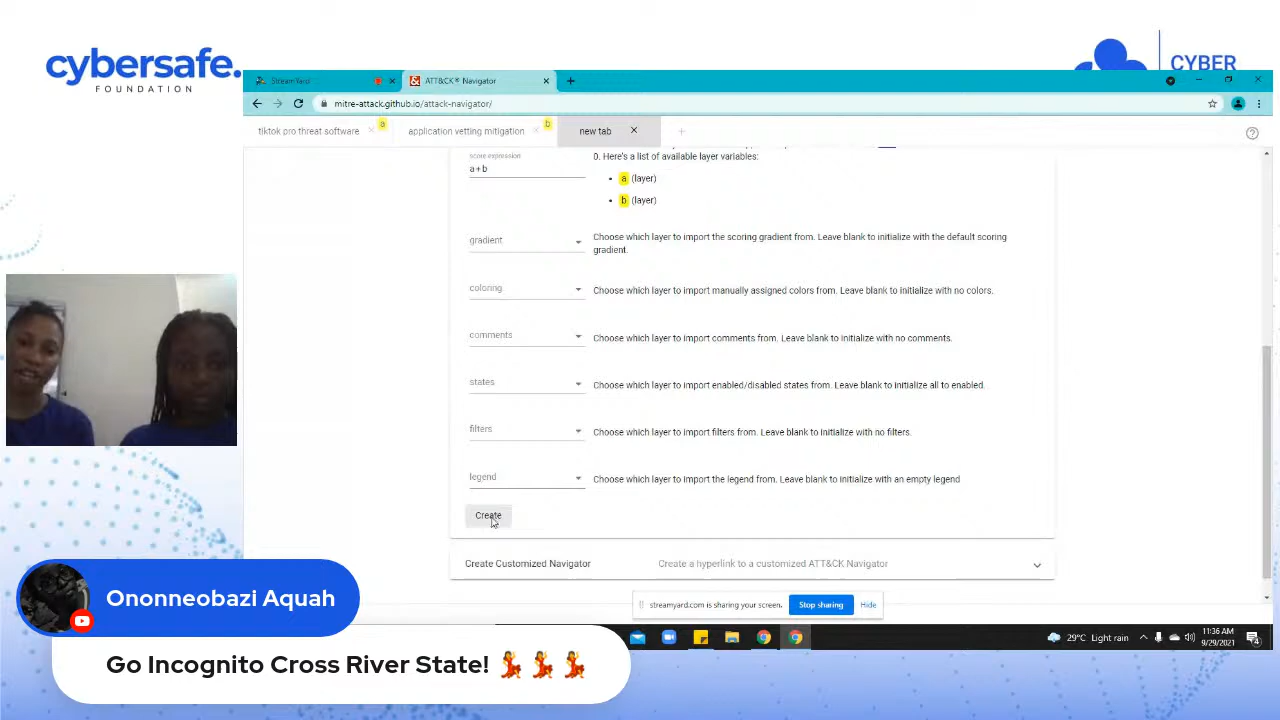 cybersafe.
FOUNDATION
CYBER
StreamYard
ATT&CK® Navigator
mitre-attack.github.io/attack-navigator/
tiktok pro threat software
a
application vetting mitigation
b
new tab
score expression
a+b
0. Here's a list of available layer variables:
a (layer)
b (layer)
gradient
Choose which layer to import the scoring gradient from. Leave blank to initialize with the default scoring
gradient.
coloring
Choose which layer to import manually assigned colors from. Leave blank to initialize with no colors.
comments
Choose which layer to import comments from. Leave blank to initialize with no comments.
states
Choose which layer to import enabled/disabled states from. Leave blank to initialize all to enabled.
filters
Choose which layer to import filters from. Leave blank to initialize with no filters.
legend
Choose which layer to import the legend from. Leave blank to initialize with an empty legend
Create
Create Customized Navigator
Create a hyperlink to a customized ATT&CK Navigator
streamyard.com is sharing your screen.
Stop sharing
Hide
29°C Light rain
11:36 AM
9/29/2021
4
Ononneobazi Aquah
Go Incognito Cross River State! 💃💃💃